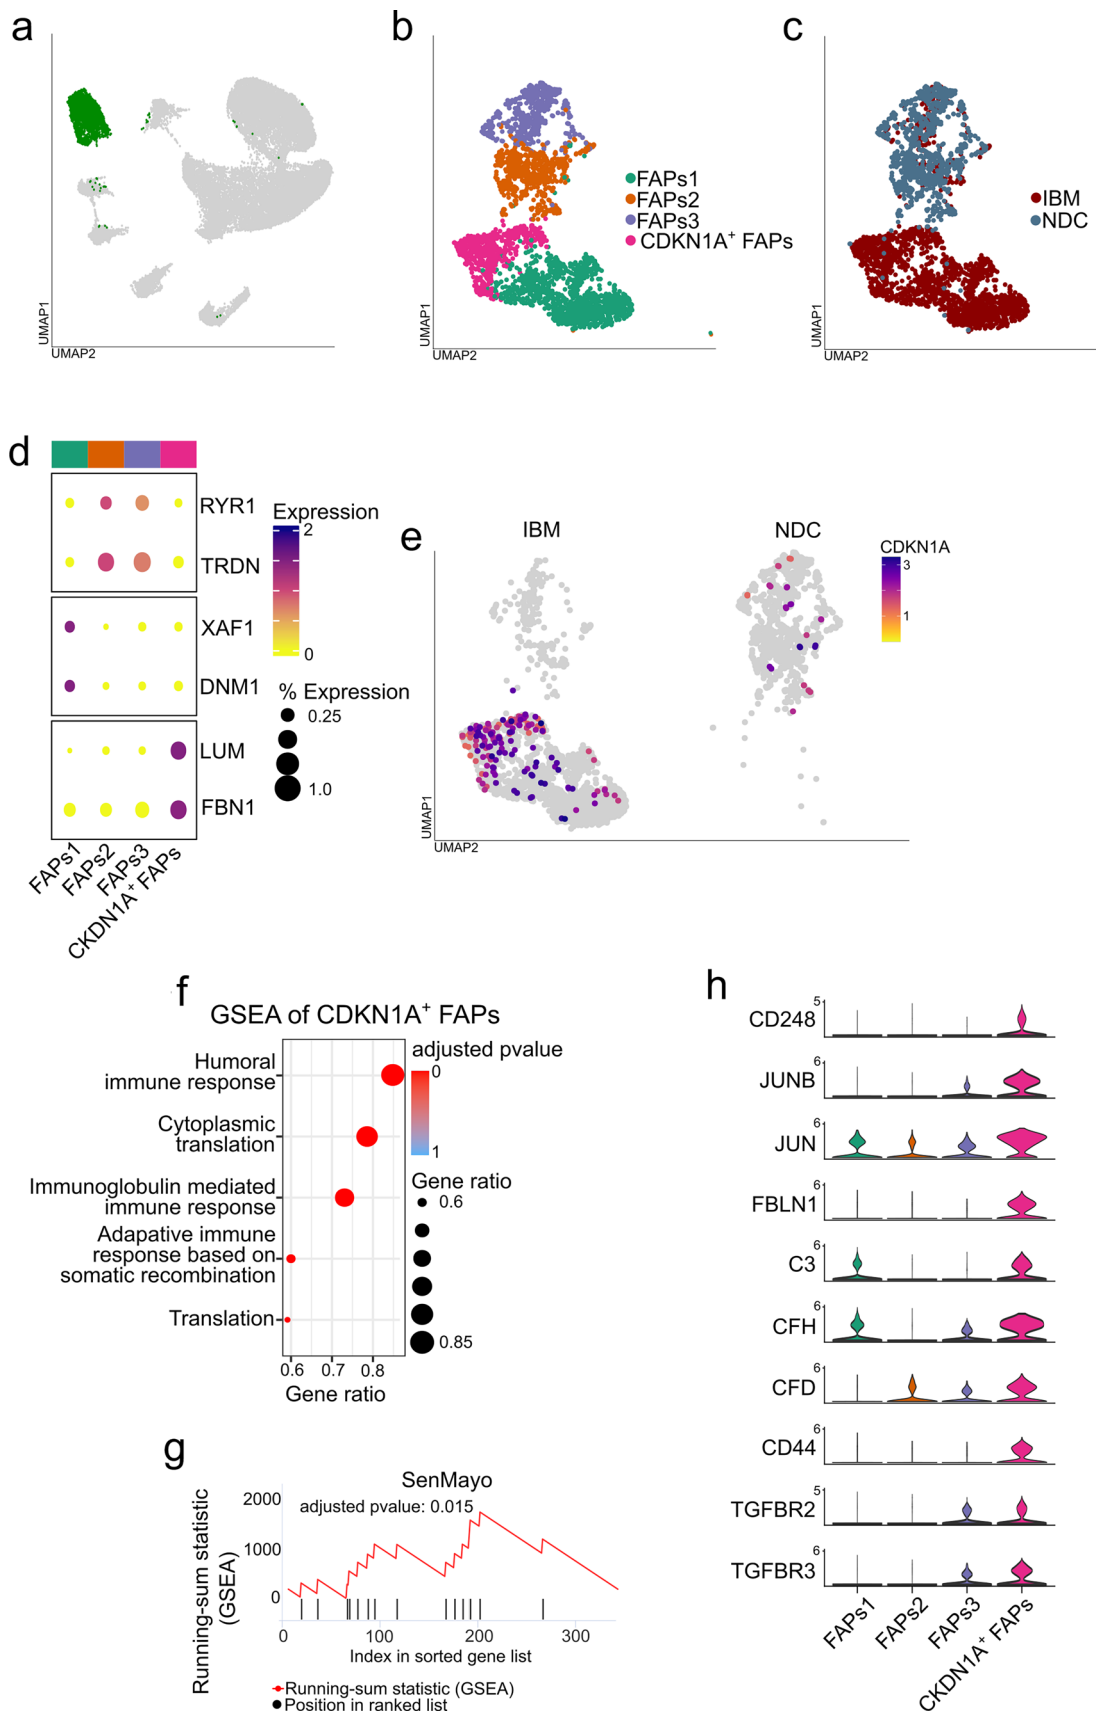 a
UMAP1
UMAP2
b
UMAP1
UMAP2
FAPs1
FAPs2
FAPs3
CDKN1A+ FAPs
c
UMAP1
UMAP2
IBM
NDC
d
RYR1
TRDN
XAF1
DNM1
LUM
FBN1
FAPs1
FAPs2
FAPs3
CKDN1A+ FAPs
Expression
2
0
% Expression
0.25
1.0
e
IBM
NDC
UMAP1
UMAP2
CDKN1A
3
1
f
GSEA of CDKN1A+ FAPs
Humoral
immune response
Cytoplasmic
translation
Immunoglobulin mediated
immune response
Adapative immune
response based on
somatic recombination
Translation
0.6 0.7 0.8
Gene ratio
adjusted pvalue
0
1
Gene ratio
0.6
0.85
g
SenMayo
adjusted pvalue: 0.015
Running-sum statistic
(GSEA)
2000
1000
0
0 100 200 300
Index in sorted gene list
Running-sum statistic (GSEA)
Position in ranked list
h
CD248
5
JUNB
6
JUN
6
FBLN1
6
C3
6
CFH
6
CFD
6
CD44
6
TGFBR2
5
TGFBR3
6
FAPs1
FAPs2
FAPs3
CKDN1A+ FAPs